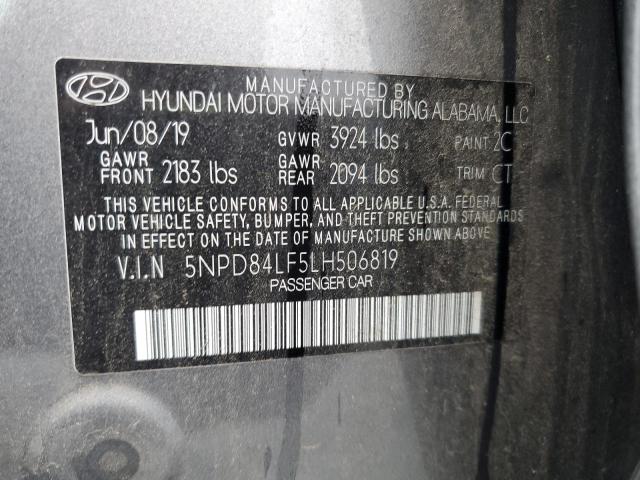 MANUFACTURED BY
HYUNDAI MOTOR MANUFACTURING ALABAMA, LLC
Jun/08/19 GVWR 3924 lbs PAINT 2C
GAWR FRONT 2183 lbs GAWR REAR 2094 lbs TRIM CT
THIS VEHICLE CONFORMS TO ALL APPLICABLE U.S.A. FEDERAL
MOTOR VEHICLE SAFETY, BUMPER, AND THEFT PREVENTION STANDARDS
IN EFFECT ON THE DATE OF MANUFACTURE SHOWN ABOVE.
V.I.N 5NPD84LF5LH506819
PASSENGER CAR